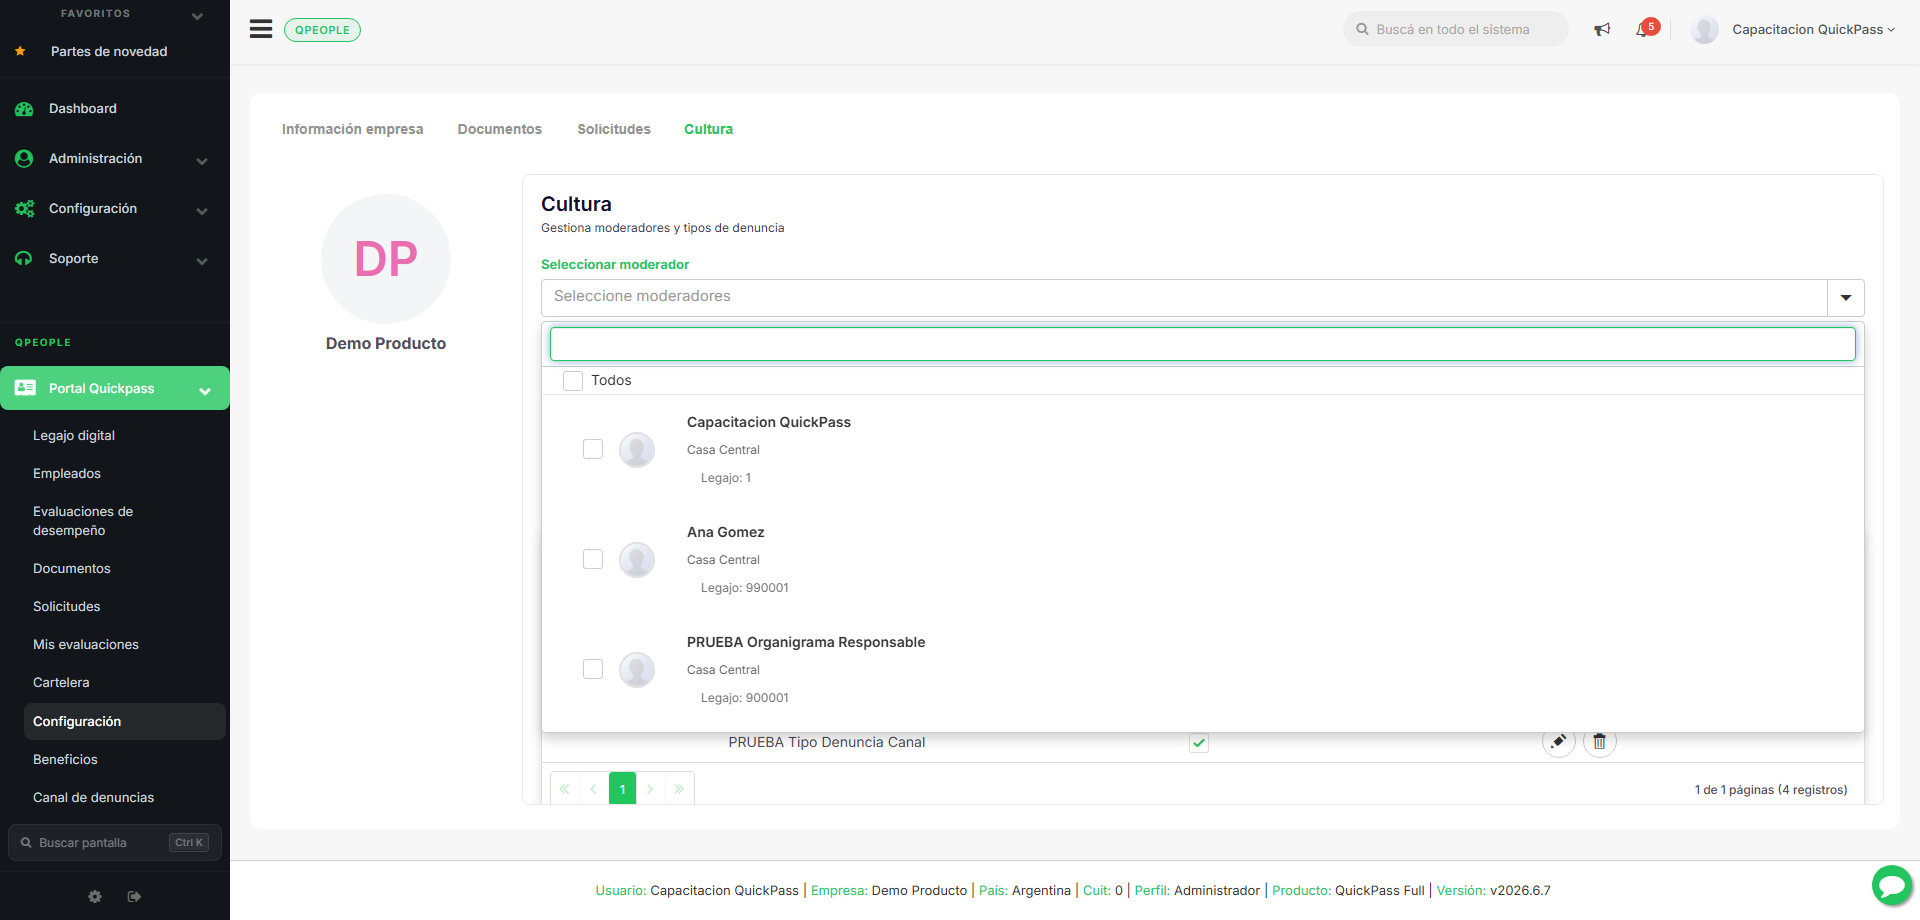 FAVORITOS
Partes de novedad
Dashboard
Administración
Configuración
Soporte
QPEOPLE
Portal Quickpass
Legajo digital
Empleados
Evaluaciones de
desempeño
Documentos
Solicitudes
Mis evaluaciones
Cartelera
Configuración
Beneficios
Canal de denuncias
Buscar pantalla
Ctrl K
QPEOPLE
Buscá en todo el sistema
5
Capacitacion QuickPass
Información empresa
Documentos
Solicitudes
Cultura
DP
Demo Producto
Cultura
Gestiona moderadores y tipos de denuncia
Seleccionar moderador
Seleccione moderadores
Todos
Capacitacion QuickPass
Casa Central
Legajo: 1
Ana Gomez
Casa Central
Legajo: 990001
PRUEBA Organigrama Responsable
Casa Central
Legajo: 900001
PRUEBA Tipo Denuncia Canal
« ‹ 1 › »
1 de 1 páginas (4 registros)
Usuario: Capacitacion QuickPass | Empresa: Demo Producto | País: Argentina | Cuit: 0 | Perfil: Administrador | Producto: QuickPass Full | Versión: v2026.6.7